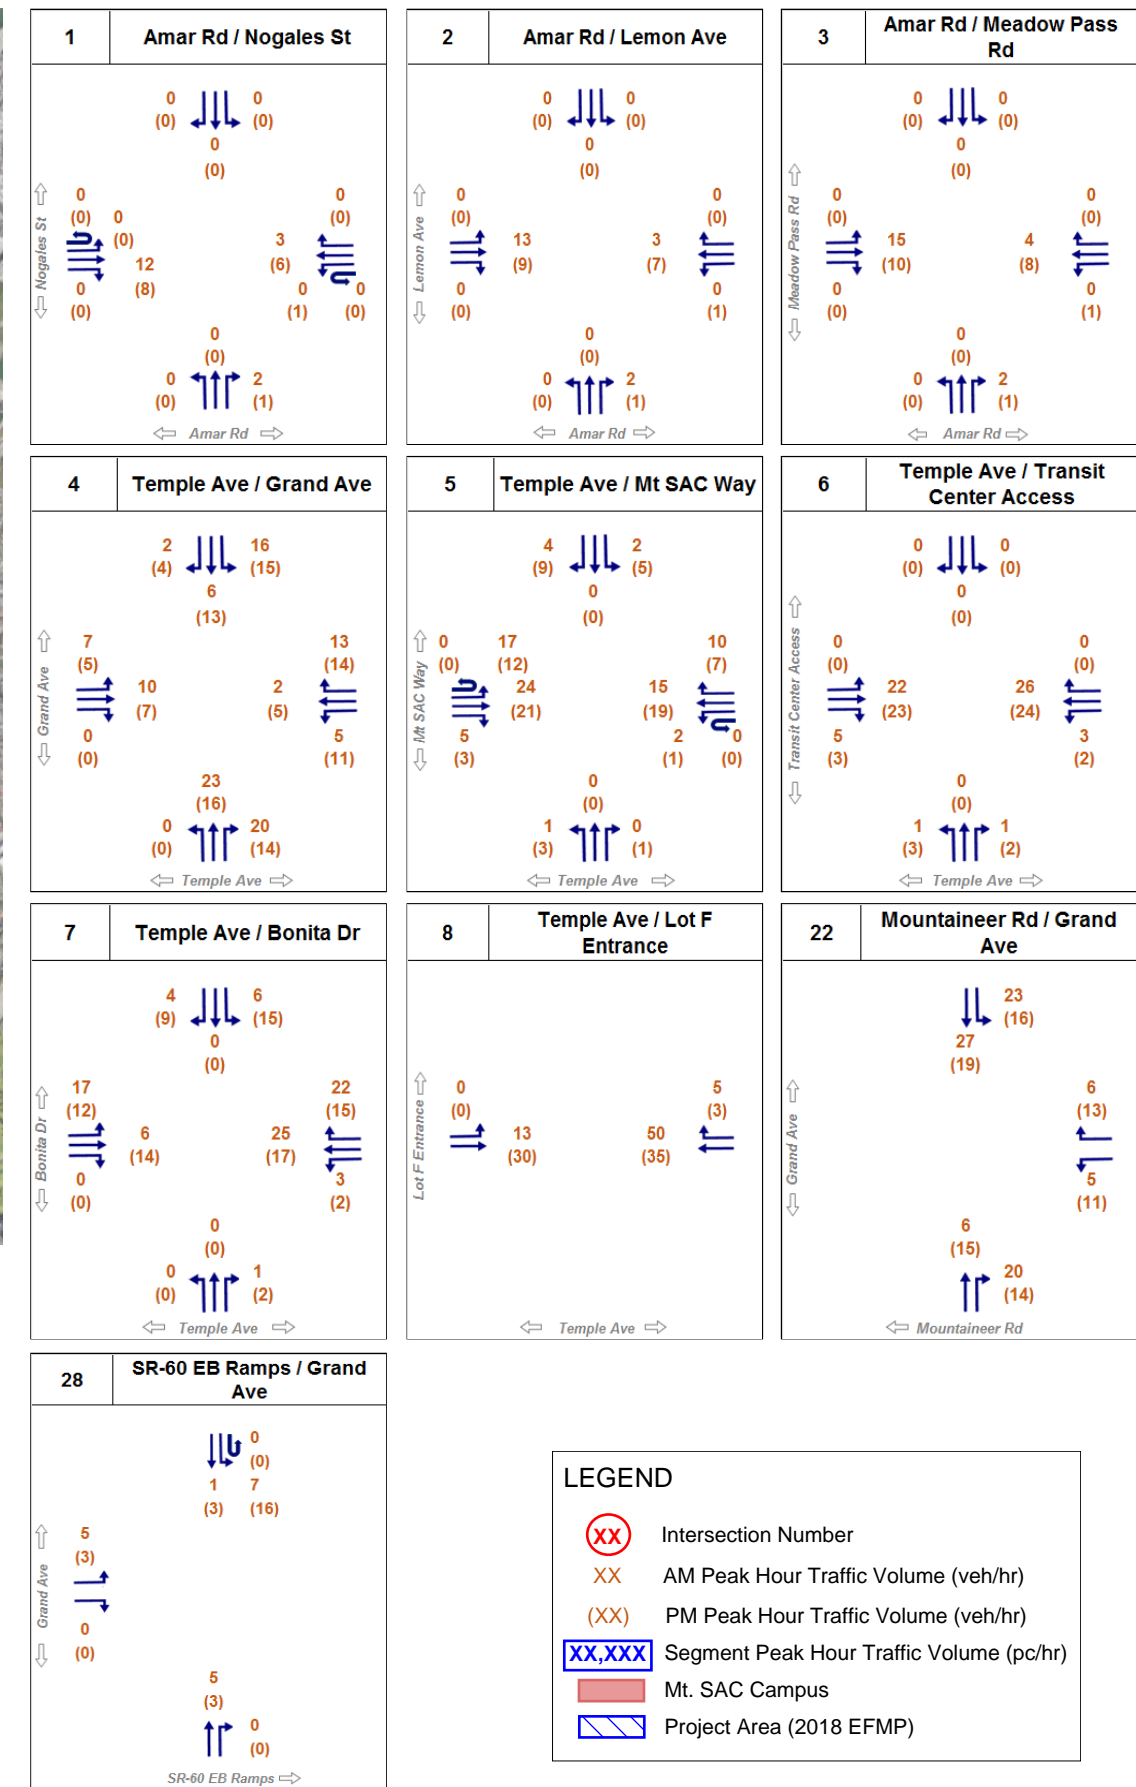 1 Amar Rd / Nogales St
0 0
(0) (0)
0
(0)
Nogales St
0 0
(0) 0 (0)
(0) 3
12 (6)
(8)
0 0 0
(0) (1) (0)
0
(0)
0 2
(0) (1)
Amar Rd
2 Amar Rd / Lemon Ave
0 0
(0) (0)
0
(0)
Lemon Ave
0 0
(0) (0)
13 3
(9) (7)
0 0
(0) (1)
0
(0)
0 2
(0) (1)
Amar Rd
3 Amar Rd / Meadow Pass
Rd
0 0
(0) (0)
0
(0)
Meadow Pass Rd
0 0
(0) (0)
15 4
(10) (8)
0 0
(0) (1)
0
(0)
0 2
(0) (1)
Amar Rd
4 Temple Ave / Grand Ave
2 16
(4) (15)
6
(13)
Grand Ave
7 13
(5) (14)
10 2
(7) (5)
0 5
(0) (11)
23
(16)
0 20
(0) (14)
Temple Ave
5 Temple Ave / Mt SAC Way
4 2
(9) (5)
0
(0)
Mt SAC Way
0 17 10
(0) (12) (7)
24 15
(21) (19)
5 2 0
(3) (1) (0)
0
(0)
1 0
(3) (1)
Temple Ave
6 Temple Ave / Transit
Center Access
0 0
(0) (0)
0
(0)
Transit Center Access
0 0
(0) (0)
22 26
(23) (24)
5 3
(3) (2)
0
(0)
1 1
(3) (2)
Temple Ave
7 Temple Ave / Bonita Dr
4 6
(9) (15)
0
(0)
Bonita Dr
17 22
(12) (15)
6 25
(14) (17)
0 3
(0) (2)
0
(0)
0 1
(0) (2)
Temple Ave
8 Temple Ave / Lot F
Entrance
Lot F Entrance
0 5
(0) (3)
13 50
(30) (35)
Temple Ave
22 Mountaineer Rd / Grand
Ave
23
(16)
27
(19)
Grand Ave
6
(13)
5
(11)
6
(15)
20
(14)
Mountaineer Rd
28 SR-60 EB Ramps / Grand
Ave
0
(0)
1 7
(3) (16)
Grand Ave
5
(3)
0
(0)
5
(3)
0
(0)
SR-60 EB Ramps
LEGEND
XX Intersection Number
XX AM Peak Hour Traffic Volume (veh/hr)
(XX) PM Peak Hour Traffic Volume (veh/hr)
XX,XXX Segment Peak Hour Traffic Volume (pc/hr)
Mt. SAC Campus
Project Area (2018 EFMP)